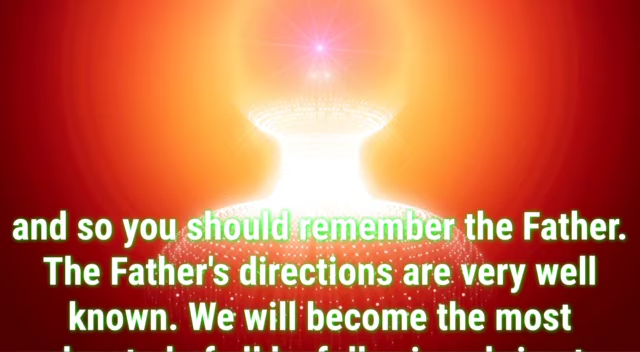 and so you should remember the Father.
The Father's directions are very well
known. We will become the most